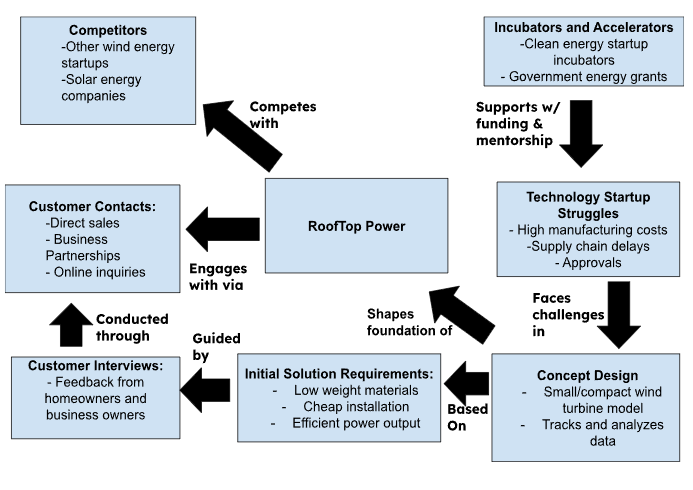 Competitors
-Other wind energy
startups
-Solar energy
companies
Incubators and Accelerators
-Clean energy startup
incubators
- Government energy grants
Competes
with
Supports w/
funding &
mentorship
Customer Contacts:
-Direct sales
- Business
Partnerships
- Online inquiries
RoofTop Power
Technology Startup
Struggles
- High manufacturing costs
-Supply chain delays
- Approvals
Engages
with via
Shapes
foundation of
Faces
challenges
in
Conducted
through
Guided
by
Customer Interviews:
- Feedback from
homeowners and
business owners
Initial Solution Requirements:
- Low weight materials
- Cheap installation
- Efficient power output
Based
On
Concept Design
- Small/compact wind
turbine model
- Tracks and analyzes
data